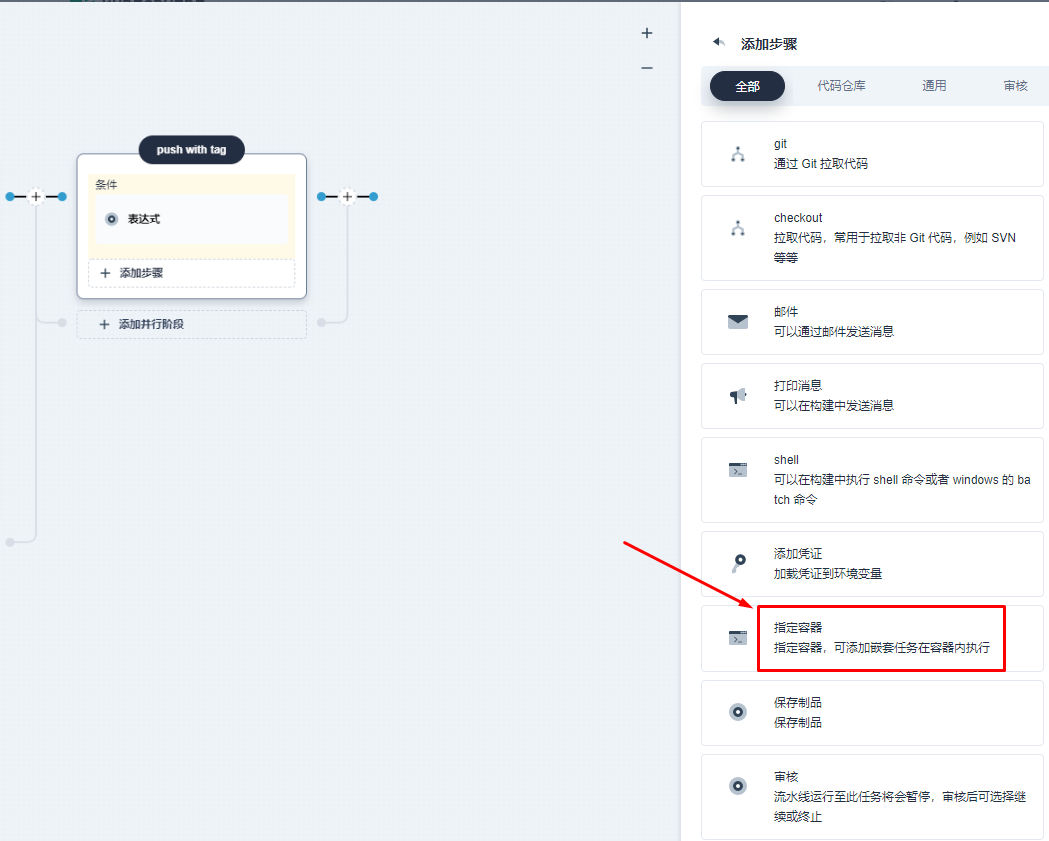 添加步骤
全部
代码仓库
通用
审核
push with tag
条件
表达式
+ 添加步骤
+ 添加并行阶段
git
通过 Git 拉取代码
checkout
拉取代码，常用于拉取非 Git 代码，例如 SVN
等等
邮件
可以通过邮件发送消息
打印消息
可以在构建中发送消息
shell
可以在构建中执行 shell 命令或者 windows 的 ba
tch 命令
添加凭证
加载凭证到环境变量
指定容器
指定容器，可添加嵌套任务在容器内执行
保存制品
保存制品
审核
流水线运行至此任务将会暂停，审核后可选择继
续或终止